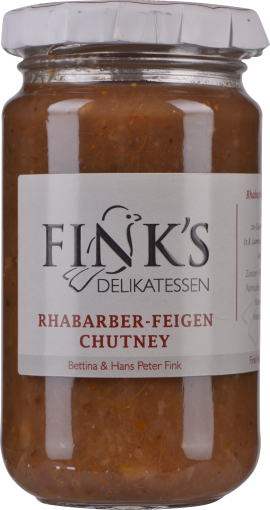 FINK'S
DELIKATESSEN
RHABARBER-FEIGEN
CHUTNEY
Bettina & Hans Peter Fink